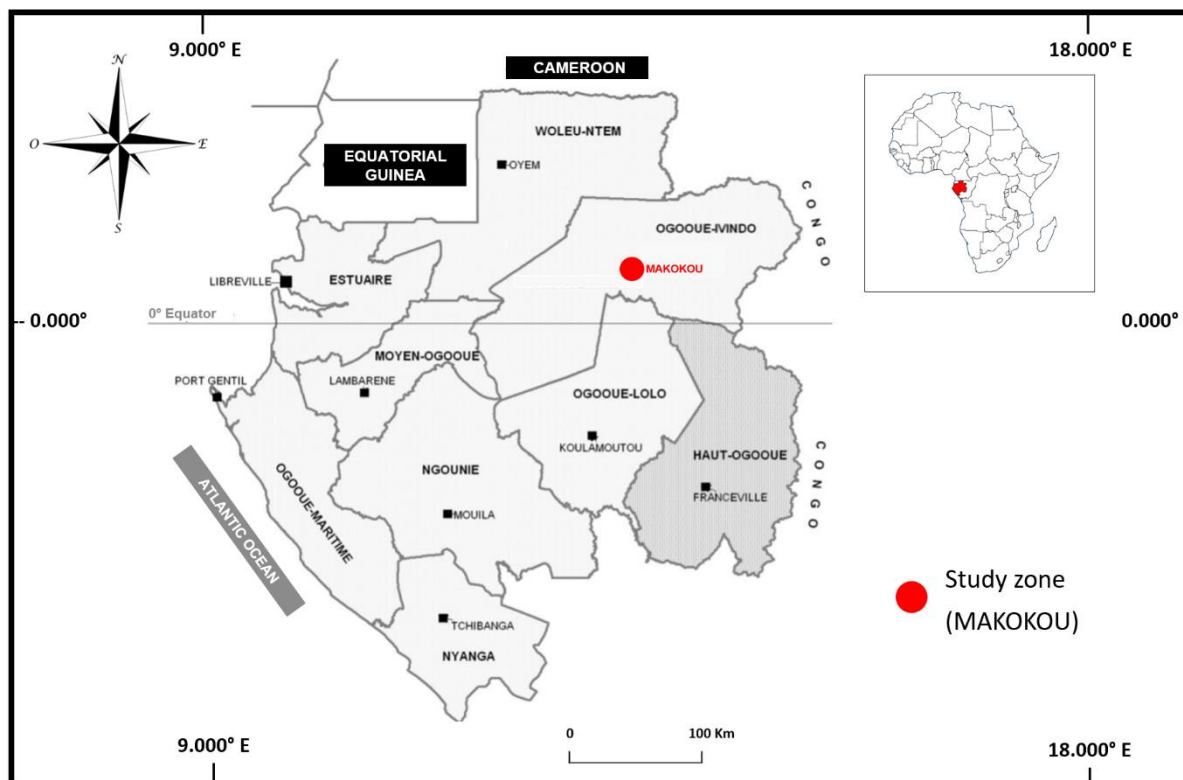 9.000° E
18.000° E
N
CAMEROON
WOLEU-NTEM
O
E
EQUATORIAL
GUINEA
OYEM
S
CONGO
OGOOUE-IVINDO
MAKOKOU
LIBREVILLE
ESTUAIRE
-- 0.000°
0° Equator
0.000°
MOYEN-OGOOUE
PORT GENTIL
LAMBARENE
OGOOUE-LOLO
KOULAMOUTOU
HAUT-OGOOUE
CONGO
NGOUNIE
FRANCEVILLE
ATLANTIC OCEAN
OGOOUE-MARITIME
MOUILA
Study zone
(MAKOKOU)
TCHIBANGA
NYANGA
0
100 Km
9.000° E
18.000° E